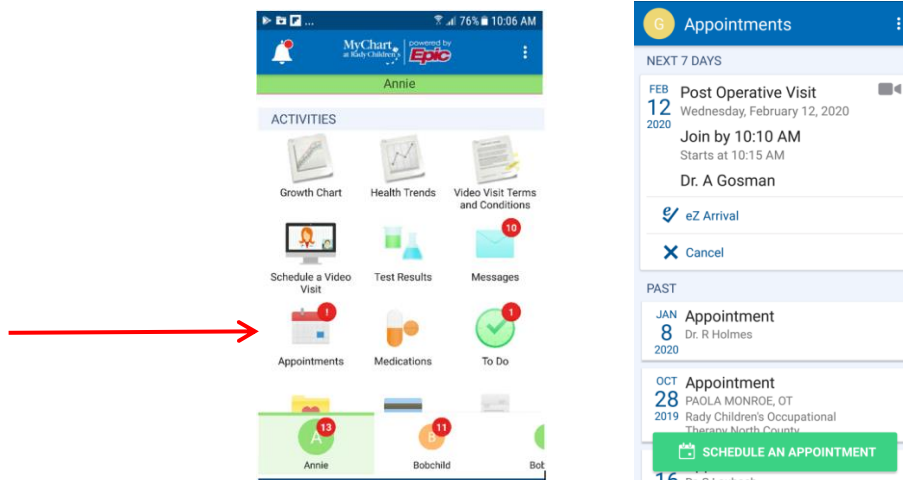 ... 76% 10:06 AM
MyChart
at Rady Children's
powered by
Epic
Annie
ACTIVITIES
Growth Chart
Health Trends
Video Visit Terms
and Conditions
10
Schedule a Video
Visit
Test Results
Messages
!
1
Appointments
Medications
To Do
A
13
B
11
Annie
Bobchild
Bob
G
Appointments
NEXT 7 DAYS
FEB
12
2020
Post Operative Visit
Wednesday, February 12, 2020
Join by 10:10 AM
Starts at 10:15 AM
Dr. A Gosman
eZ Arrival
Cancel
PAST
JAN
8
2020
Appointment
Dr. R Holmes
OCT
28
2019
Appointment
PAOLA MONROE, OT
Rady Children's Occupational
Therapy North County
SCHEDULE AN APPOINTMENT
16